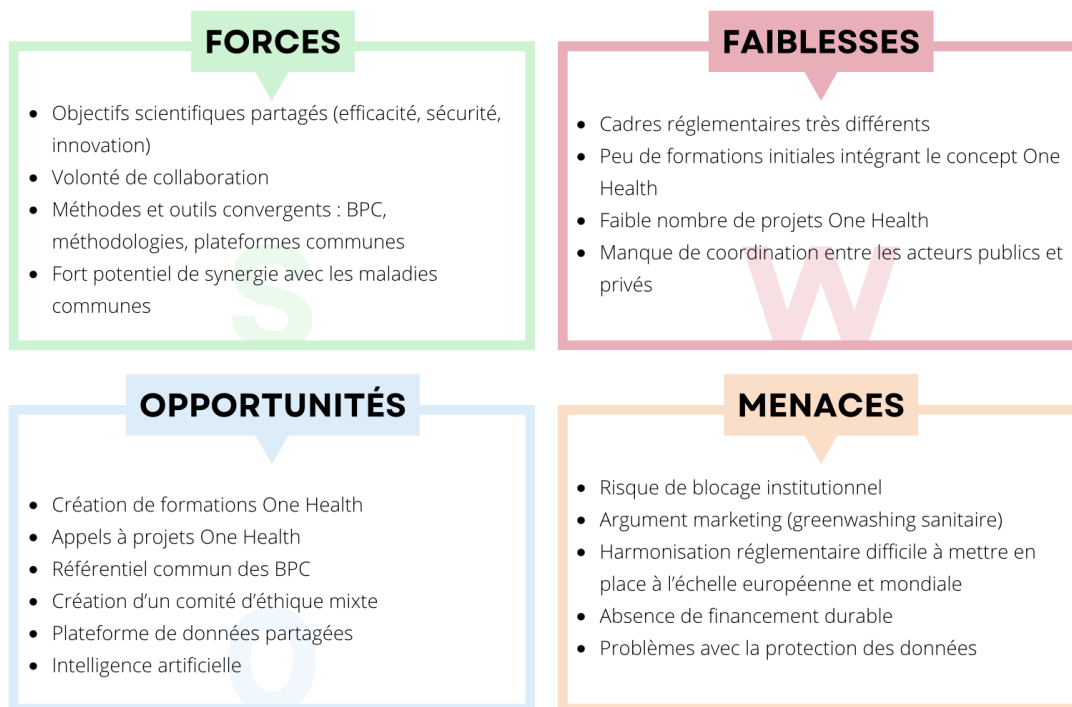 FORCES
• Objectifs scientifiques partagés (efficacité, sécurité,
innovation)
• Volonté de collaboration
• Méthodes et outils convergents : BPC,
méthodologies, plateformes communes
• Fort potentiel de synergie avec les maladies
communes
S
FAIBLESSES
• Cadres réglementaires très différents
• Peu de formations initiales intégrant le concept One
Health
• Faible nombre de projets One Health
• Manque de coordination entre les acteurs publics et
privés
W
OPPORTUNITÉS
• Création de formations One Health
• Appels à projets One Health
• Référentiel commun des BPC
• Création d’un comité d’éthique mixte
• Plateforme de données partagées
• Intelligence artificielle
O
MENACES
• Risque de blocage institutionnel
• Argument marketing (greenwashing sanitaire)
• Harmonisation réglementaire difficile à mettre en
place à l’échelle européenne et mondiale
• Absence de financement durable
• Problèmes avec la protection des données